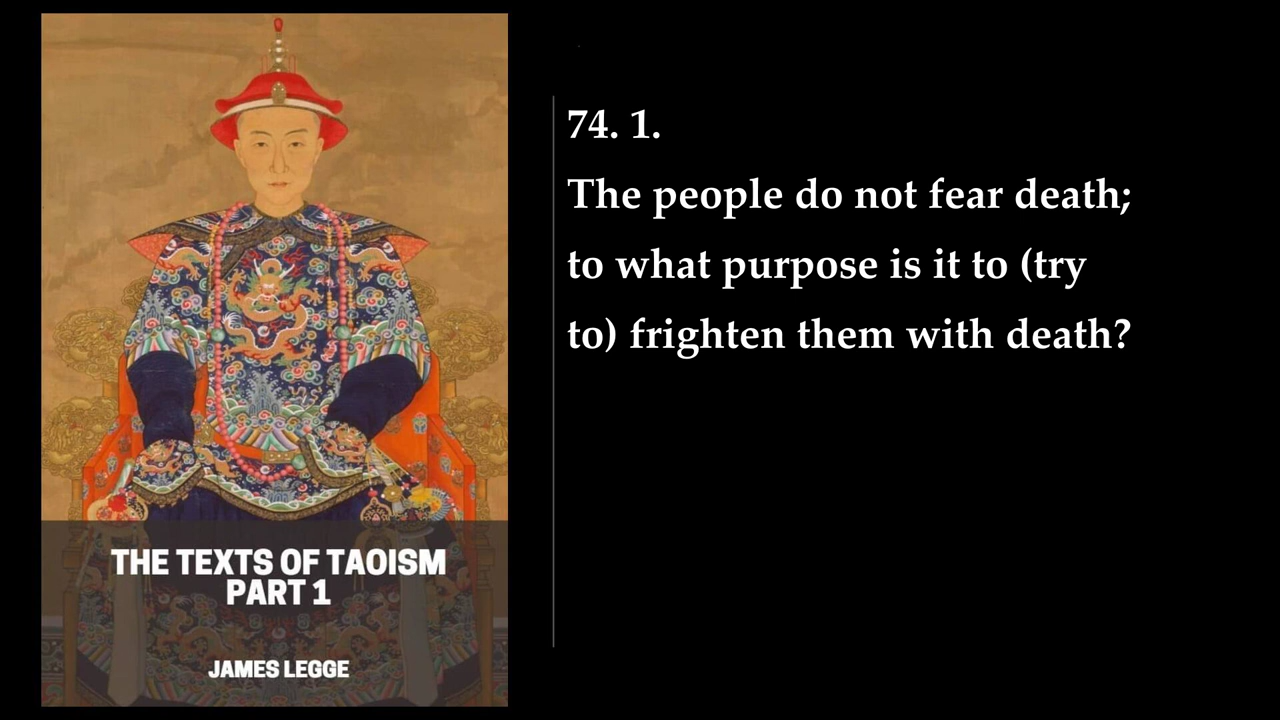 THE TEXTS OF TAOISM
PART 1
JAMES LEGGE
74. 1.
The people do not fear death;
to what purpose is it to (try
to) frighten them with death?